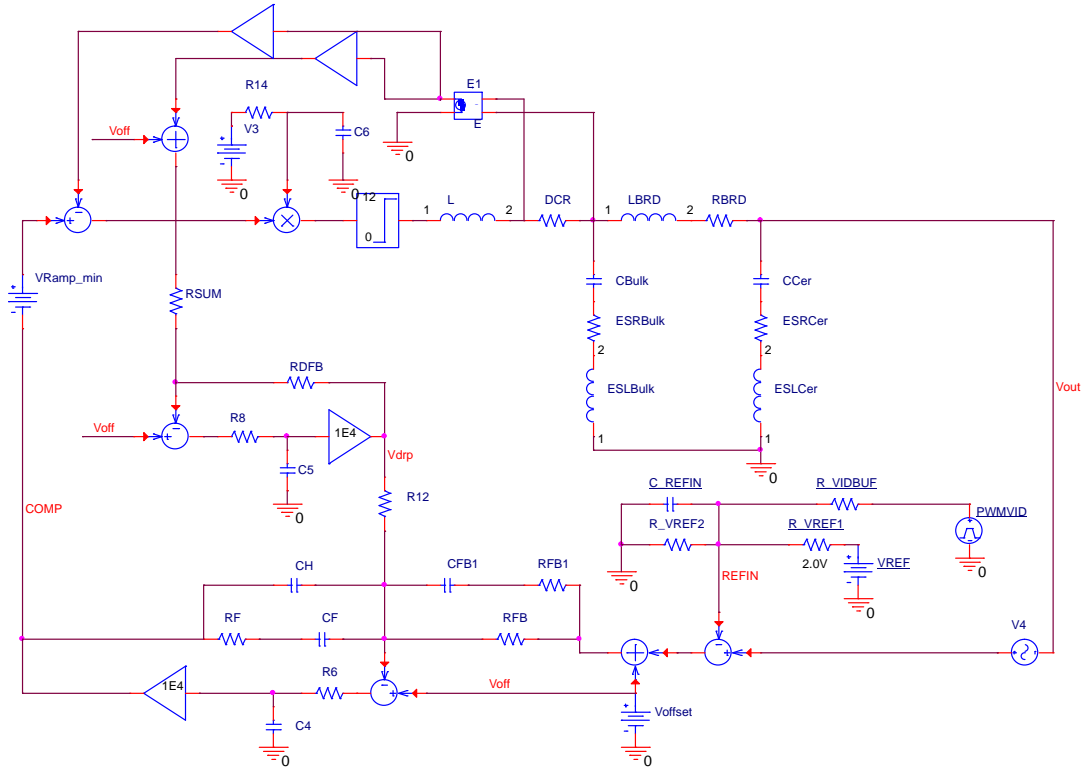 E1
R14
E
V3
C6
Voff
0
0
0
12
L
DCR
LBRD
RBRD
1
2
1
2
0
VRamp_min
CBulk
CCer
RSUM
ESRBulk
ESRCer
2
2
RDFB
ESLBulk
ESLCer
Vout
R8
Voff
1E4
1
1
Vdrp
C5
0
C_REFIN
R_VIDBUF
R12
COMP
0
PWMVID
R_VREF2
R_VREF1
2.0V
VREF
0
CH
CFB1
RFB1
REFIN
0
0
RF
CF
RFB
V4
R6
1E4
Voff
Voffset
C4
0
0